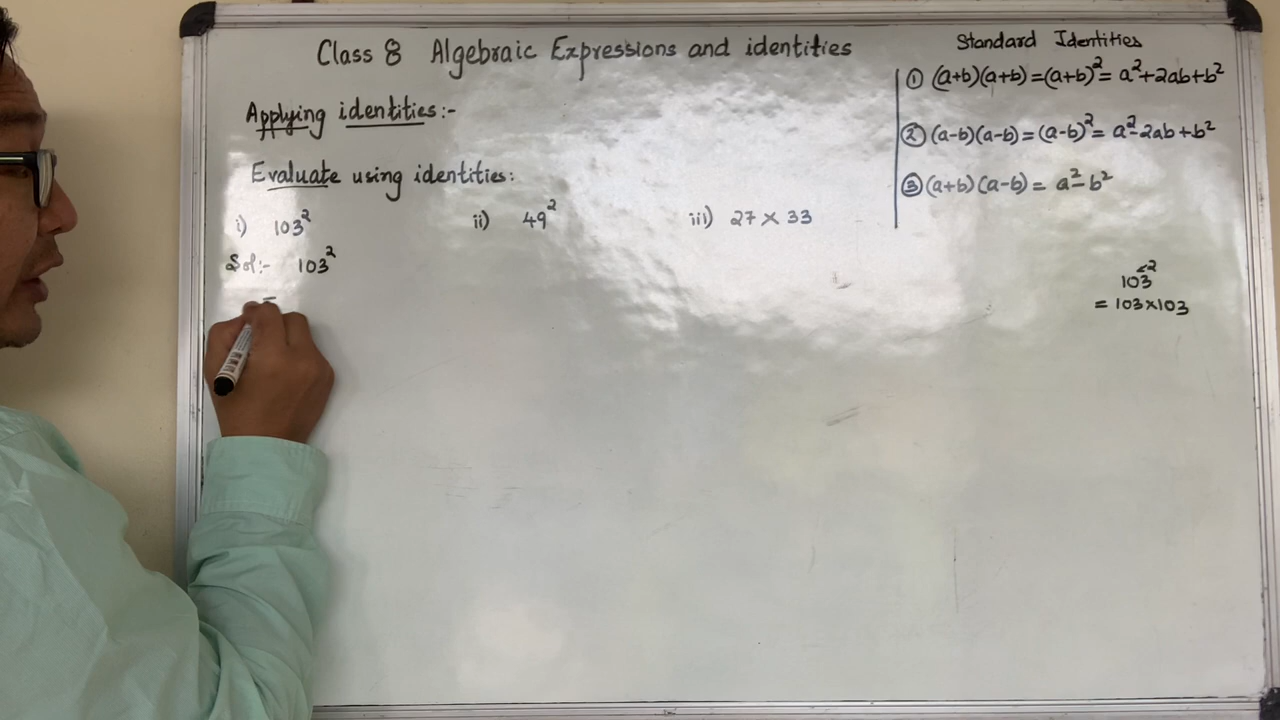 Class 8 Algebraic Expressions and identities
Applying identities:-
Evaluate using identities:
i) 103²
ii) 49²
iii) 27 × 33
Sol:- 103²
=
Standard Identities
① (a+b)(a+b) = (a+b)² = a²+2ab+b²
② (a-b)(a-b) = (a-b)² = a²-2ab+b²
③ (a+b)(a-b) = a²-b²
103²
= 103×103